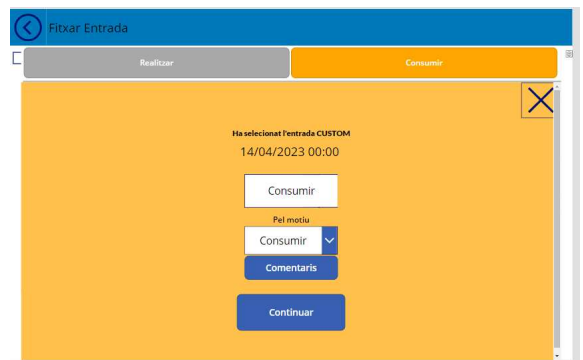 Fitxar Entrada
Realitzar
Consumir
Ha selecionat l'entrada CUSTOM
14/04/2023 00:00
Consumir
Pel motiu
Consumir
Comentaris
Continuar